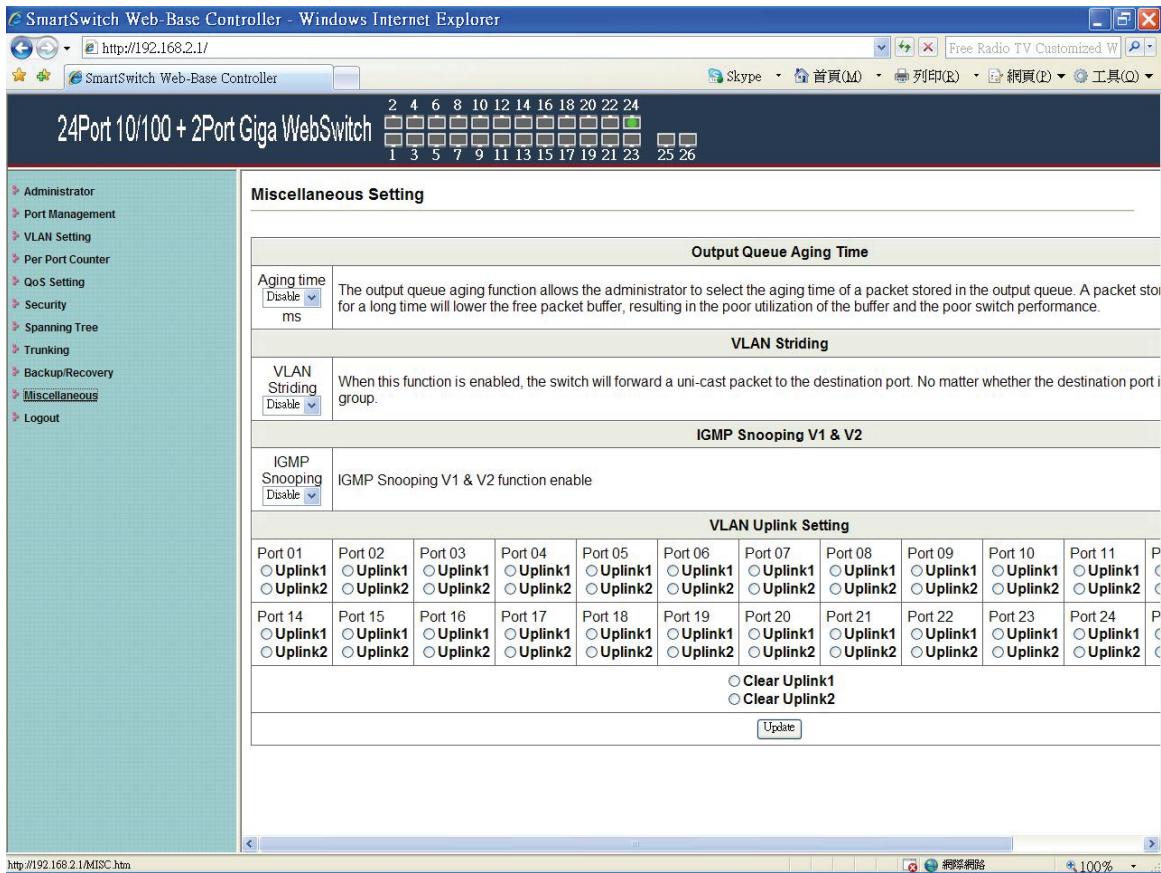 SmartSwitch Web-Base Controller - Windows Internet Explorer
http://192.168.2.1/
Free Radio TV Customized W
SmartSwitch Web-Base Controller
Skype
首頁(M)
列印(R)
網頁(P)
工具(O)
24Port 10/100 + 2Port Giga WebSwitch
2 4 6 8 10 12 14 16 18 20 22 24
1 3 5 7 9 11 13 15 17 19 21 23 25 26
Administrator
Port Management
VLAN Setting
Per Port Counter
QoS Setting
Security
Spanning Tree
Trunking
Backup/Recovery
Miscellaneous
Logout
Miscellaneous Setting
Output Queue Aging Time
Aging time
Disable
ms
The output queue aging function allows the administrator to select the aging time of a packet stored in the output queue. A packet stor
for a long time will lower the free packet buffer, resulting in the poor utilization of the buffer and the poor switch performance.
VLAN Striding
VLAN
Striding
Disable
When this function is enabled, the switch will forward a uni-cast packet to the destination port. No matter whether the destination port i
group.
IGMP Snooping V1 & V2
IGMP
Snooping
Disable
IGMP Snooping V1 & V2 function enable
VLAN Uplink Setting
Port 01 Port 02 Port 03 Port 04 Port 05 Port 06 Port 07 Port 08 Port 09 Port 10 Port 11 P
Uplink1 Uplink1 Uplink1 Uplink1 Uplink1 Uplink1 Uplink1 Uplink1 Uplink1 Uplink1 Uplink1
Uplink2 Uplink2 Uplink2 Uplink2 Uplink2 Uplink2 Uplink2 Uplink2 Uplink2 Uplink2 Uplink2
Port 14 Port 15 Port 16 Port 17 Port 18 Port 19 Port 20 Port 21 Port 22 Port 23 Port 24 P
Uplink1 Uplink1 Uplink1 Uplink1 Uplink1 Uplink1 Uplink1 Uplink1 Uplink1 Uplink1 Uplink1
Uplink2 Uplink2 Uplink2 Uplink2 Uplink2 Uplink2 Uplink2 Uplink2 Uplink2 Uplink2 Uplink2
Clear Uplink1
Clear Uplink2
Update
http://192.168.2.1/MISC.htm
網際網路
100%